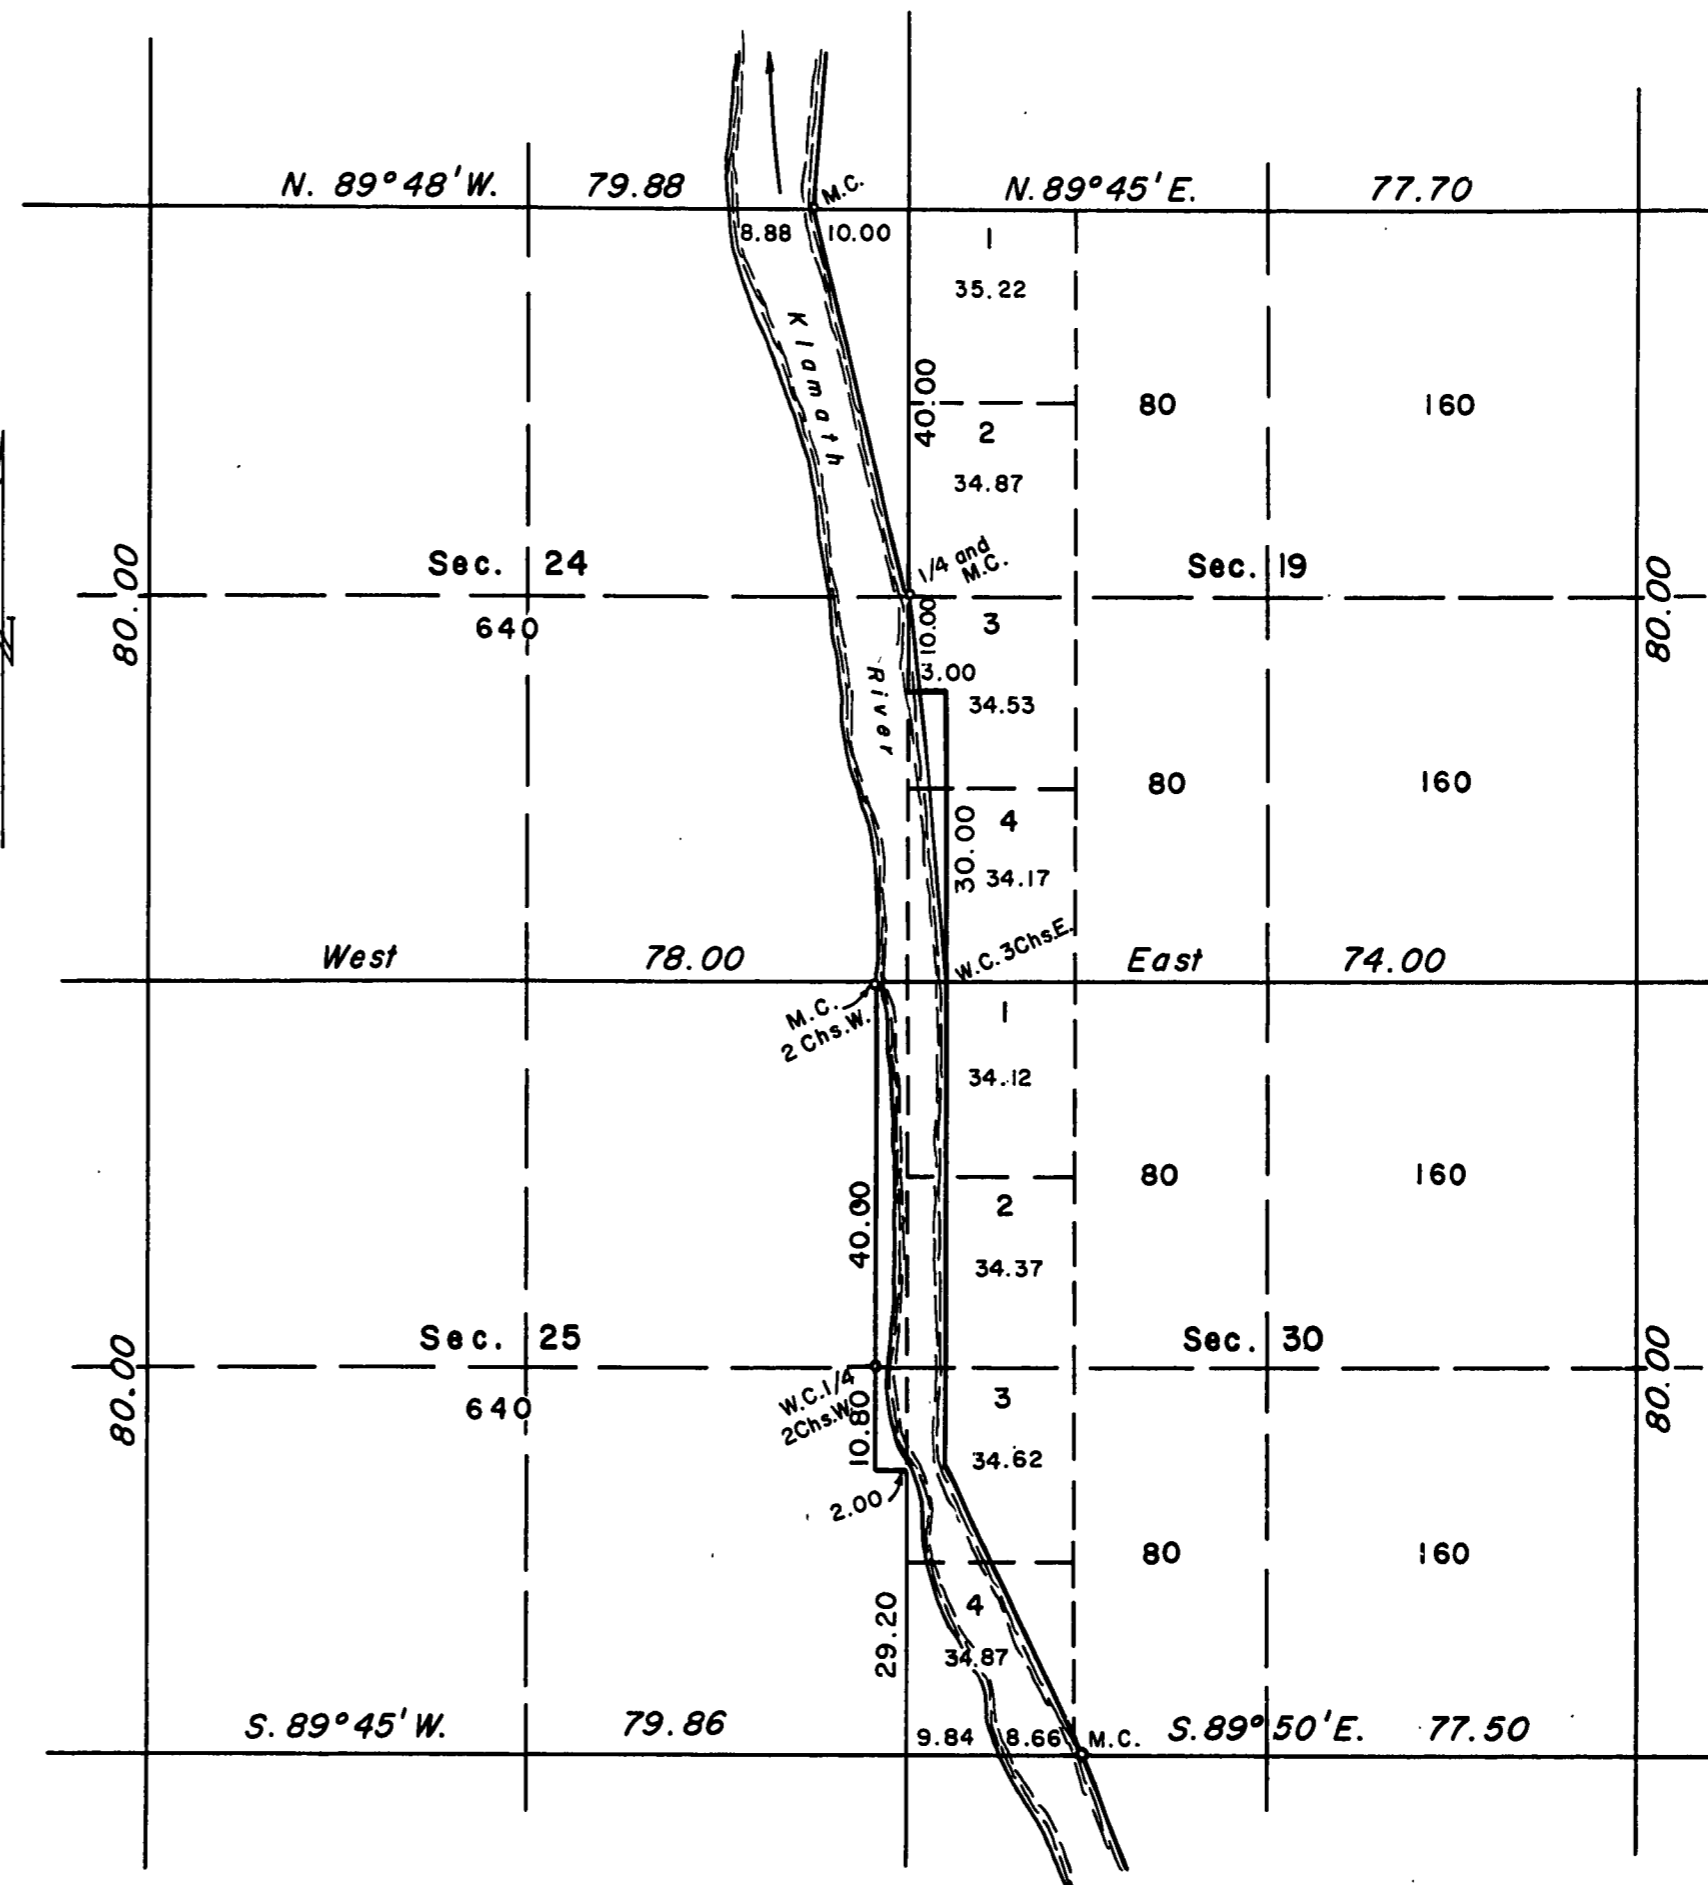 N. 89°48'W. 79.88 N. 89°45'E. 77.70
M.C.
8.88 10.00 1
35.22
Klamath
40.00
80 160
2
34.87
1/4 and
M.C.
Sec. 24 Sec. 19
80.00 80.00
640
10.00 3
3.00
River
34.53
80 160
30.00 4
34.17
W.C. 3Chs.E.
West 78.00 East 74.00
M.C.
2 Chs.W.
1
34.12
80 160
40.00 2
34.37
Sec. 25 Sec. 30
80.00 80.00
640
W.C.1/4
2Chs.W.
10.80 3
34.62
2.00
80 160
29.20 4
34.87
S. 89°45'W. 79.86
9.84 8.66 M.C. S. 89°50'E. 77.50